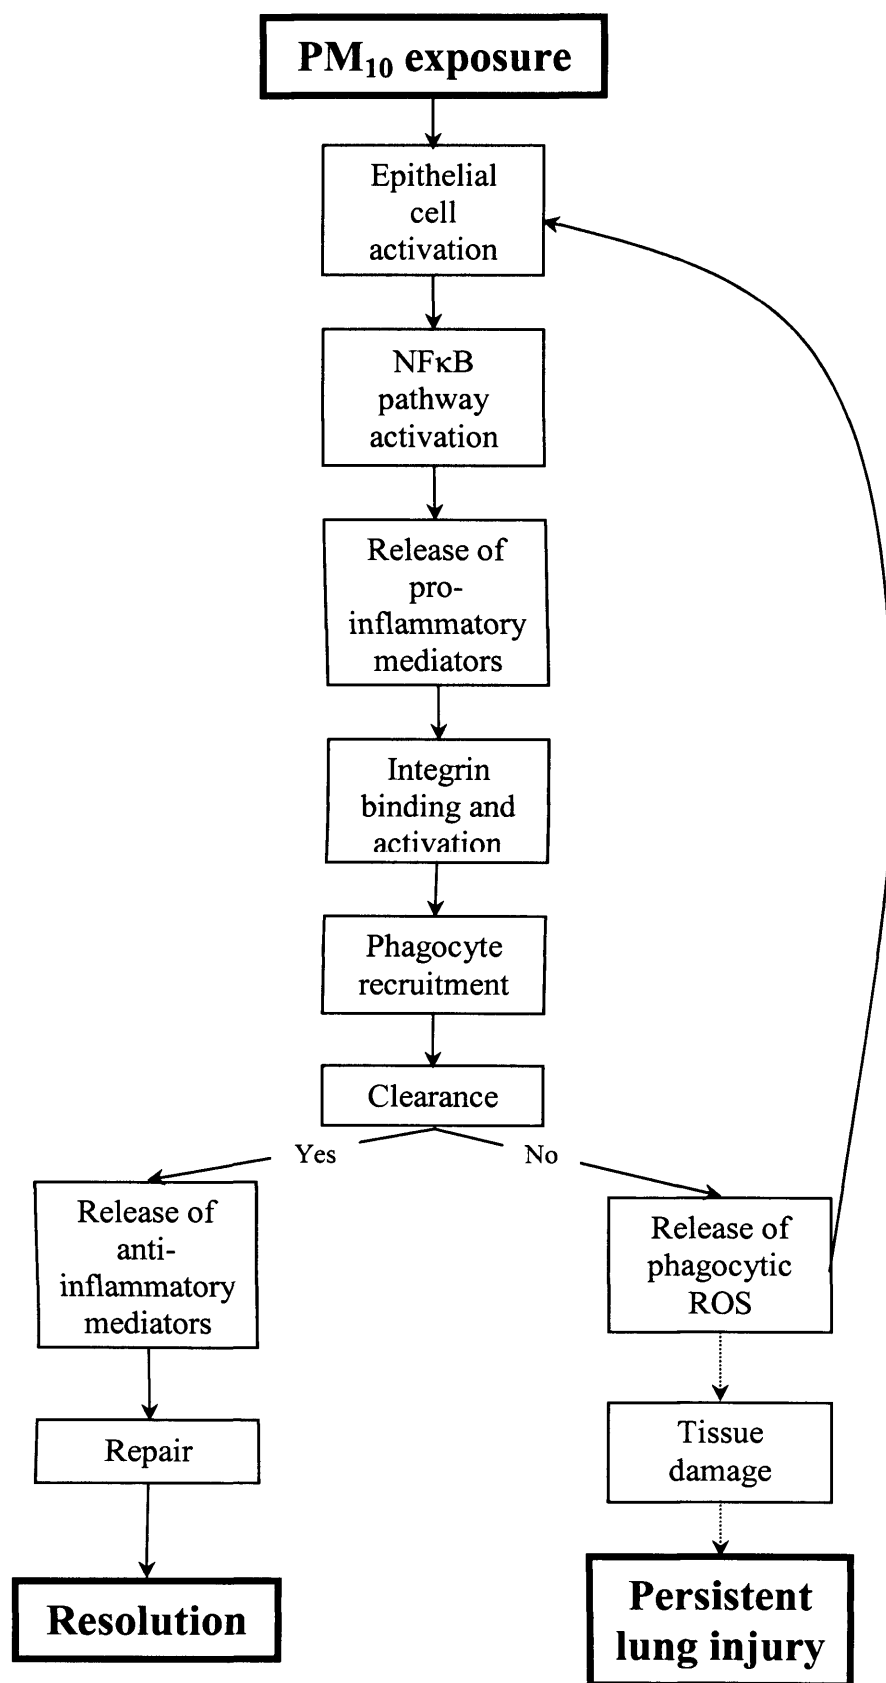 PM₁₀ exposure
Epithelial
cell
activation
NFκB
pathway
activation
Release of
pro-
inflammatory
mediators
Integrin
binding and
activation
Phagocyte
recruitment
Clearance
Yes
No
Release of
anti-
inflammatory
mediators
Release of
phagocytic
ROS
Repair
Tissue
damage
Resolution
Persistent
lung injury